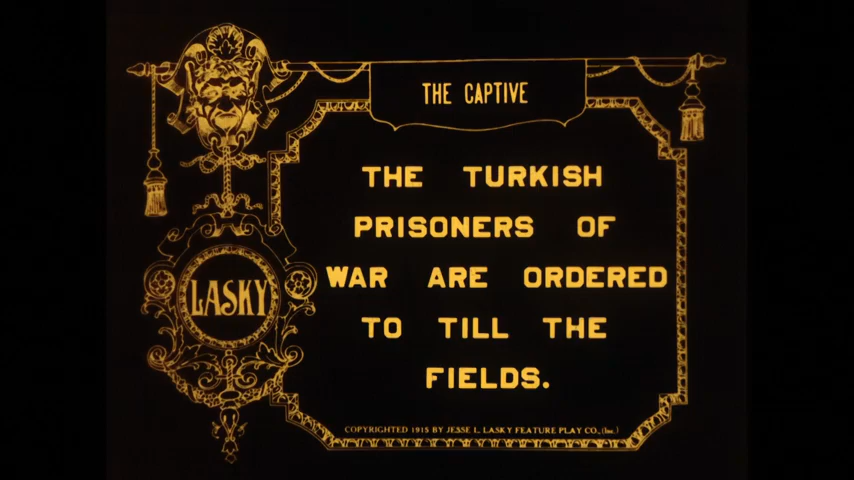 THE CAPTIVE
THE TURKISH
PRISONERS OF
WAR ARE ORDERED
TO TILL THE
FIELDS.
LASKY
COPYRIGHTED 1915 BY JESSE L. LASKY FEATURE PLAY CO., (Inc.)